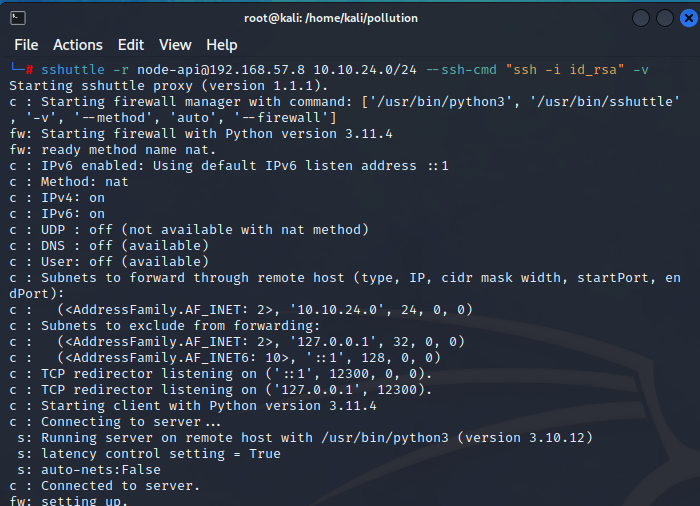 root@kali: /home/kali/pollution
File Actions Edit View Help
└─# sshuttle -r node-api@192.168.57.8 10.10.24.0/24 --ssh-cmd "ssh -i id_rsa" -v
Starting sshuttle proxy (version 1.1.1).
c : Starting firewall manager with command: ['/usr/bin/python3', '/usr/bin/sshuttle'
, '-v', '--method', 'auto', '--firewall']
fw: Starting firewall with Python version 3.11.4
fw: ready method name nat.
c : IPv6 enabled: Using default IPv6 listen address ::1
c : Method: nat
c : IPv4: on
c : IPv6: on
c : UDP : off (not available with nat method)
c : DNS : off (available)
c : User: off (available)
c : Subnets to forward through remote host (type, IP, cidr mask width, startPort, en
dPort):
c :   (<AddressFamily.AF_INET: 2>, '10.10.24.0', 24, 0, 0)
c : Subnets to exclude from forwarding:
c :   (<AddressFamily.AF_INET: 2>, '127.0.0.1', 32, 0, 0)
c :   (<AddressFamily.AF_INET6: 10>, '::1', 128, 0, 0)
c : TCP redirector listening on ('::1', 12300, 0, 0).
c : TCP redirector listening on ('127.0.0.1', 12300).
c : Starting client with Python version 3.11.4
c : Connecting to server...
 s: Running server on remote host with /usr/bin/python3 (version 3.10.12)
 s: latency control setting = True
 s: auto-nets:False
c : Connected to server.
fw: setting up.